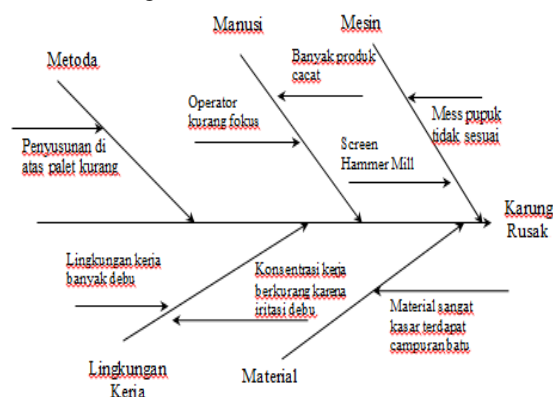 Manusi
Mesin
Metoda
Banyak produk
cacat
Operator
kurang fokus
Mess pupuk
tidak sesuai
Penyusunan di
atas palet kurang
Screen
Hammer Mill
Karung
Rusak
Lingkungan kerja
banyak debu
Konsentrasi kerja
berkurang karena
iritasi debu
Material sangat
kasar terdapat
campuran batu
Lingkungan
Kerja
Material